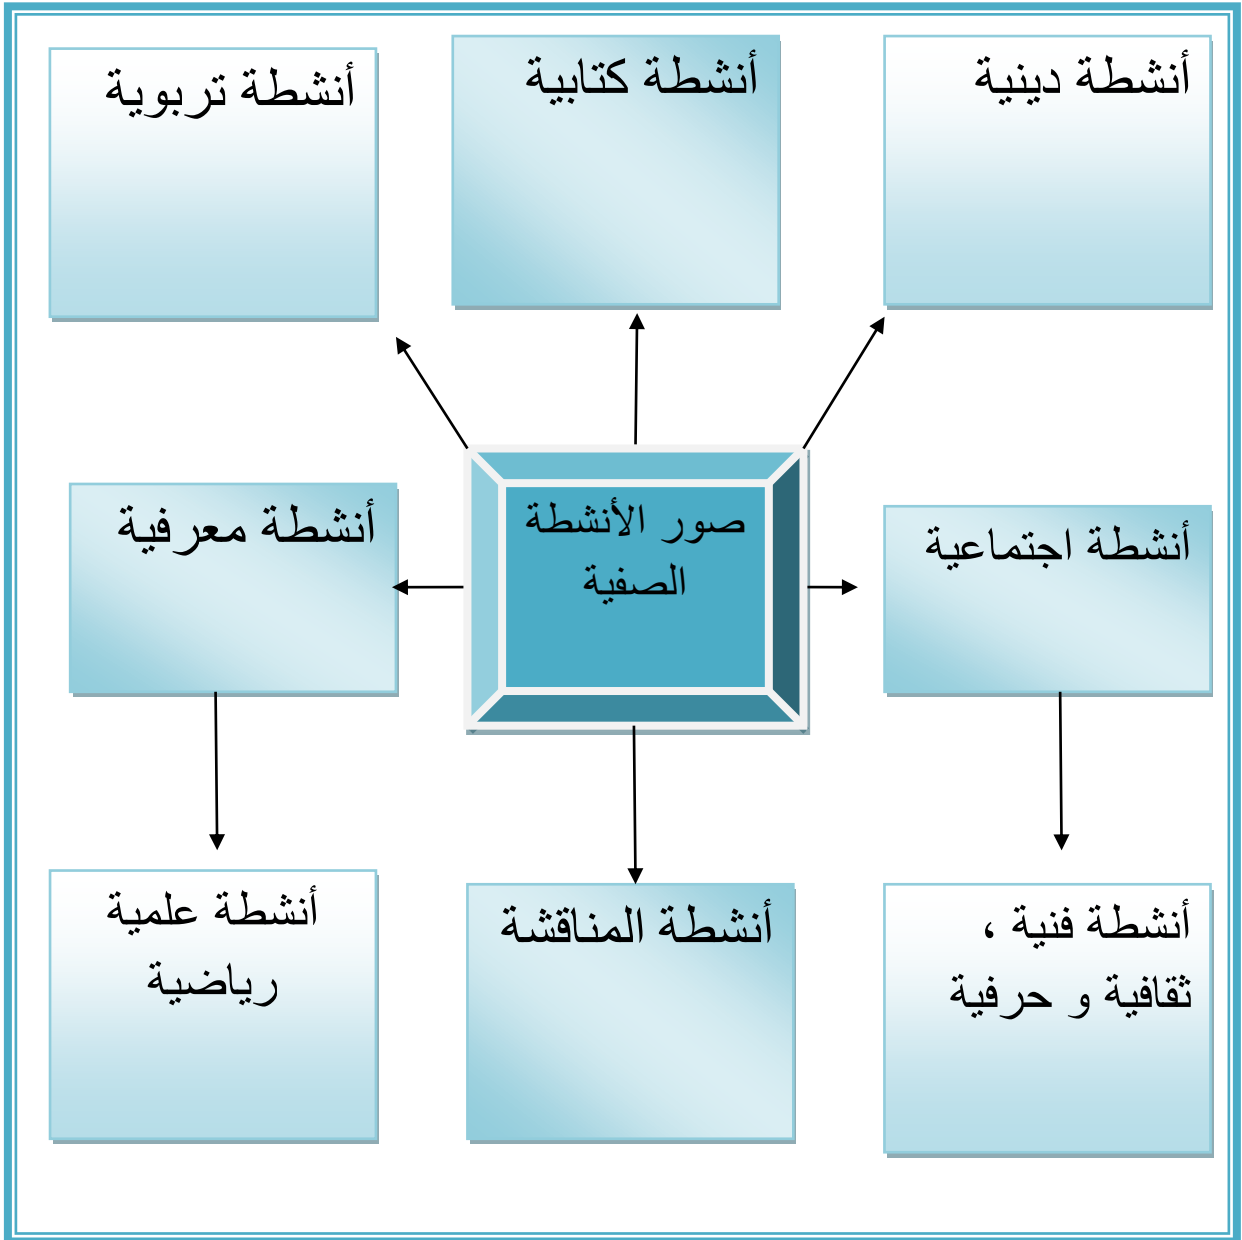 أنشطة دينية
أنشطة كتابية
أنشطة تربوية
صور الأنشطة
الصفية
أنشطة اجتماعية
أنشطة معرفية
أنشطة فنية ،
ثقافية و حرفية
أنشطة المناقشة
أنشطة علمية
رياضية